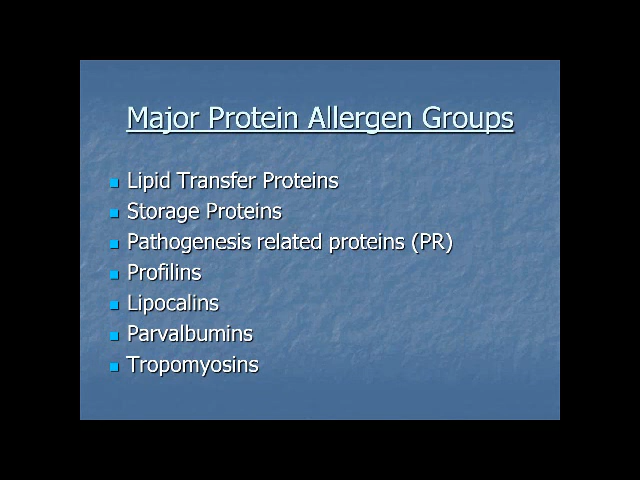 Major Protein Allergen Groups
Lipid Transfer Proteins
Storage Proteins
Pathogenesis related proteins (PR)
Profilins
Lipocalins
Parvalbumins
Tropomyosins